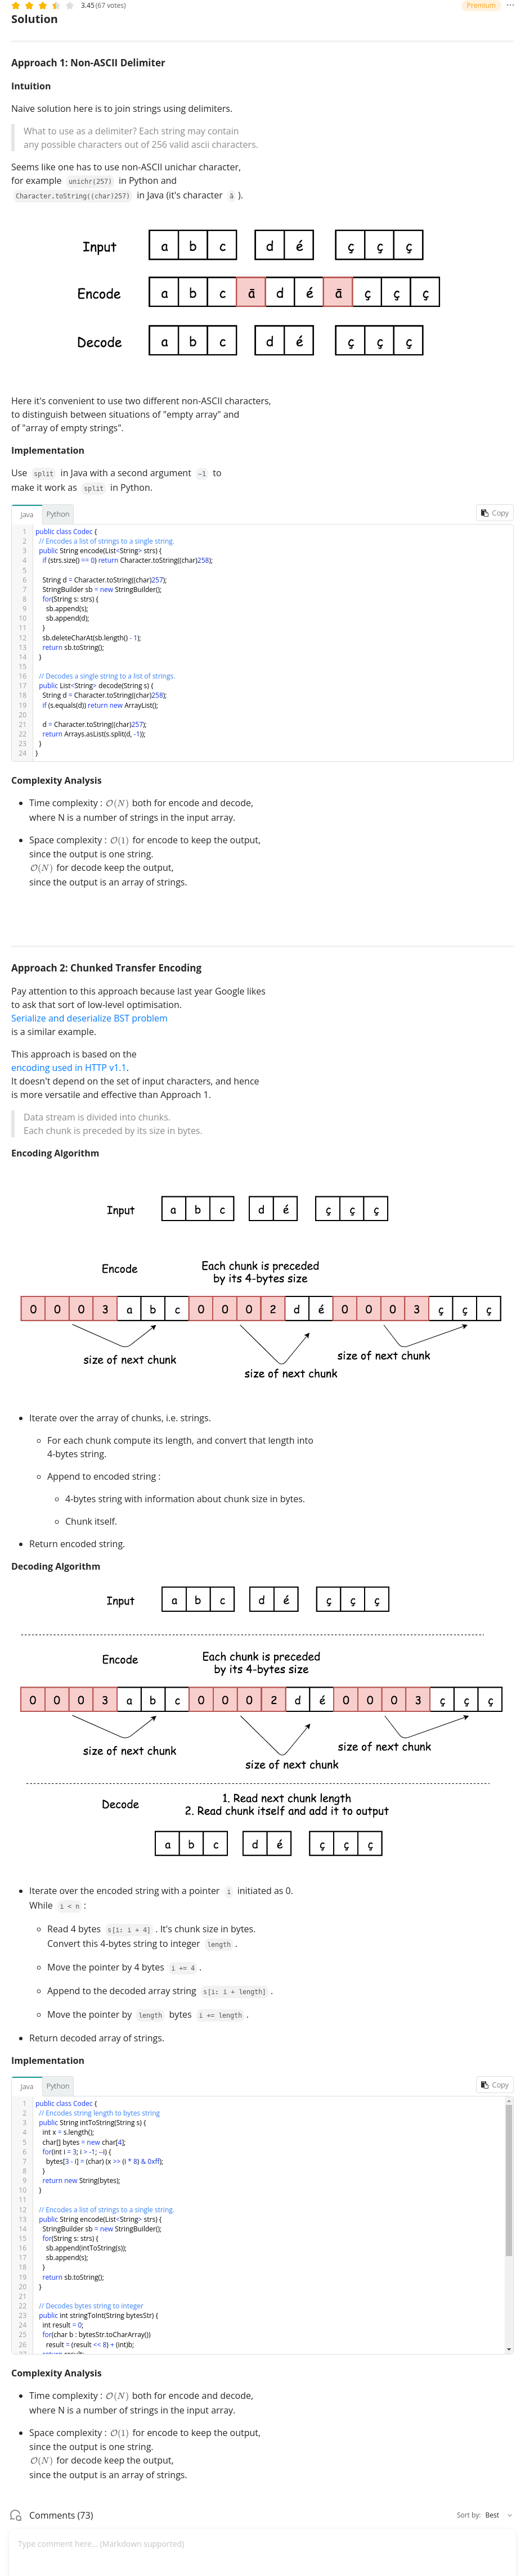 3.45 (67 votes)
Premium
Solution
Approach 1: Non-ASCII Delimiter
Intuition
Naive solution here is to join strings using delimiters.
What to use as a delimiter? Each string may contain
any possible characters out of 256 valid ascii characters.
Seems like one has to use non-ASCII unichar character,
for example unichr(257) in Python and
Character.toString((char)257) in Java (it's character ā ).
Input a b c d é ç ç ç
Encode a b c ā d é ā ç ç ç
Decode a b c d é ç ç ç
Here it's convenient to use two different non-ASCII characters,
to distinguish between situations of "empty array" and
of "array of empty strings".
Implementation
Use split in Java with a second argument -1 to
make it work as split in Python.
Java Python Copy
1 public class Codec {
2 // Encodes a list of strings to a single string.
3 public String encode(List<String> strs) {
4 if (strs.size() == 0) return Character.toString((char)258);
5
6 String d = Character.toString((char)257);
7 StringBuilder sb = new StringBuilder();
8 for(String s: strs) {
9 sb.append(s);
10 sb.append(d);
11 }
12 sb.deleteCharAt(sb.length() - 1);
13 return sb.toString();
14 }
15
16 // Decodes a single string to a list of strings.
17 public List<String> decode(String s) {
18 String d = Character.toString((char)258);
19 if (s.equals(d)) return new ArrayList();
20
21 d = Character.toString((char)257);
22 return Arrays.asList(s.split(d, -1));
23 }
24 }
Complexity Analysis
• Time complexity : O(N) both for encode and decode,
where N is a number of strings in the input array.
• Space complexity : O(1) for encode to keep the output,
since the output is one string.
O(N) for decode keep the output,
since the output is an array of strings.
Approach 2: Chunked Transfer Encoding
Pay attention to this approach because last year Google likes
to ask that sort of low-level optimisation.
Serialize and deserialize BST problem
is a similar example.
This approach is based on the
encoding used in HTTP v1.1.
It doesn't depend on the set of input characters, and hence
is more versatile and effective than Approach 1.
Data stream is divided into chunks.
Each chunk is preceded by its size in bytes.
Encoding Algorithm
Input a b c d é ç ç ç
Encode Each chunk is preceded
by its 4-byte size
0 0 0 3 a b c 0 0 0 2 d é 0 0 0 3 ç ç ç
size of next chunk size of next chunk size of next chunk
• Iterate over the array of chunks, i.e. strings.
◦ For each chunk compute its length, and convert that length into
4-bytes string.
◦ Append to encoded string :
◦ 4-bytes string with information about chunk size in bytes.
◦ Chunk itself.
• Return encoded string.
Decoding Algorithm
Input a b c d é ç ç ç
Encode Each chunk is preceded
by its 4-byte size
0 0 0 3 a b c 0 0 0 2 d é 0 0 0 3 ç ç ç
size of next chunk size of next chunk size of next chunk
Decode 1. Read next chunk length
2. Read chunk itself and add it to output
a b c d é ç ç ç
• Iterate over the encoded string with a pointer i initiated as 0.
While i < n :
◦ Read 4 bytes s[i: i + 4] . It's chunk size in bytes.
Convert this 4-bytes string to integer length .
◦ Move the pointer by 4 bytes i += 4 .
◦ Append to the decoded array string s[i: i + length] .
◦ Move the pointer by length bytes i += length .
• Return decoded array of strings.
Implementation
Java Python Copy
1 public class Codec {
2 // Encodes string length to bytes string
3 public String intToString(String s) {
4 int x = s.length();
5 char[] bytes = new char[4];
6 for(int i = 3; i > -1; --i) {
7 bytes[3 - i] = (char) (x >> (i * 8) & 0xff);
8 }
9 return new String(bytes);
10 }
11
12 // Encodes a list of strings to a single string.
13 public String encode(List<String> strs) {
14 StringBuilder sb = new StringBuilder();
15 for(String s: strs) {
16 sb.append(intToString(s));
17 sb.append(s);
18 }
19 return sb.toString();
20 }
21
22 // Decodes bytes string to integer
23 public int stringToInt(String bytesStr) {
24 int result = 0;
25 for(char b : bytesStr.toCharArray())
26 result = (result << 8) + (int)b;
27 return result;
Complexity Analysis
• Time complexity : O(N) both for encode and decode,
where N is a number of strings in the input array.
• Space complexity : O(1) for encode to keep the output,
since the output is one string.
O(N) for decode keep the output,
since the output is an array of strings.
Comments (73) Sort by: Best
Type comment here... (Markdown supported)